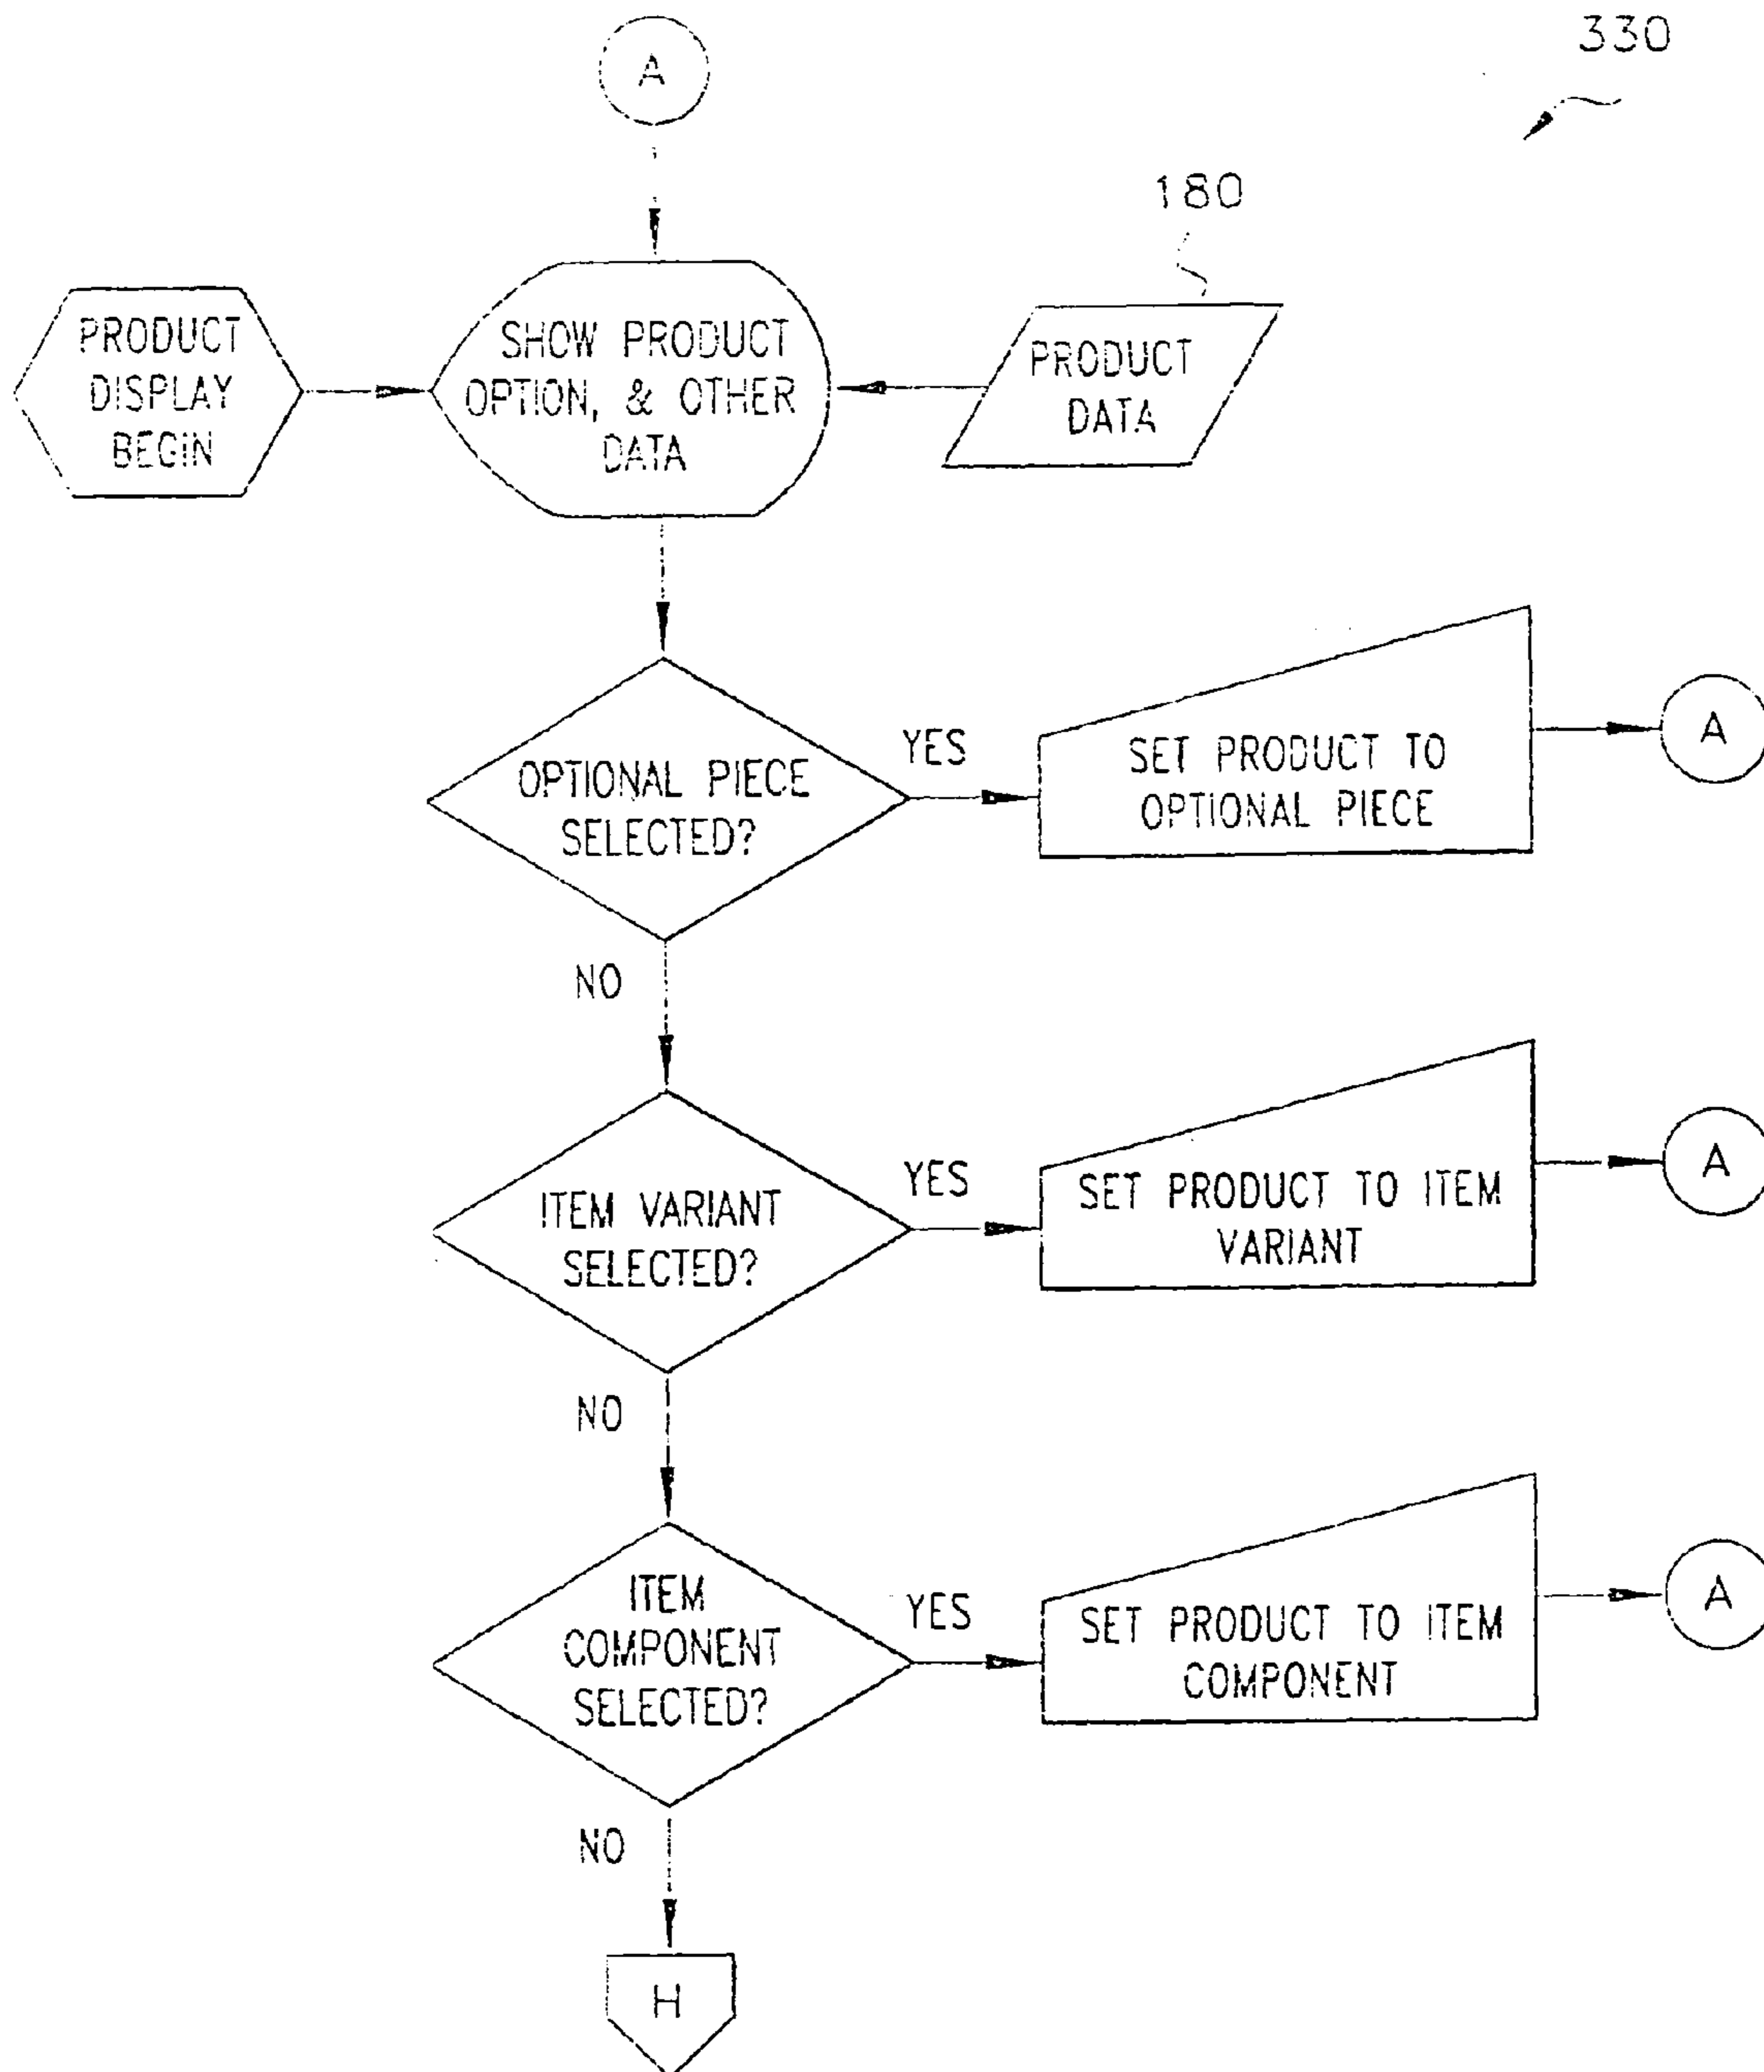 330
A
180
PRODUCT
DISPLAY
BEGIN
SHOW PRODUCT
OPTION, & OTHER
DATA
PRODUCT
DATA
OPTIONAL PIECE
SELECTED?
YES
SET PRODUCT TO
OPTIONAL PIECE
A
NO
ITEM VARIANT
SELECTED?
YES
SET PRODUCT TO ITEM
VARIANT
A
NO
ITEM
COMPONENT
SELECTED?
YES
SET PRODUCT TO ITEM
COMPONENT
A
NO
H